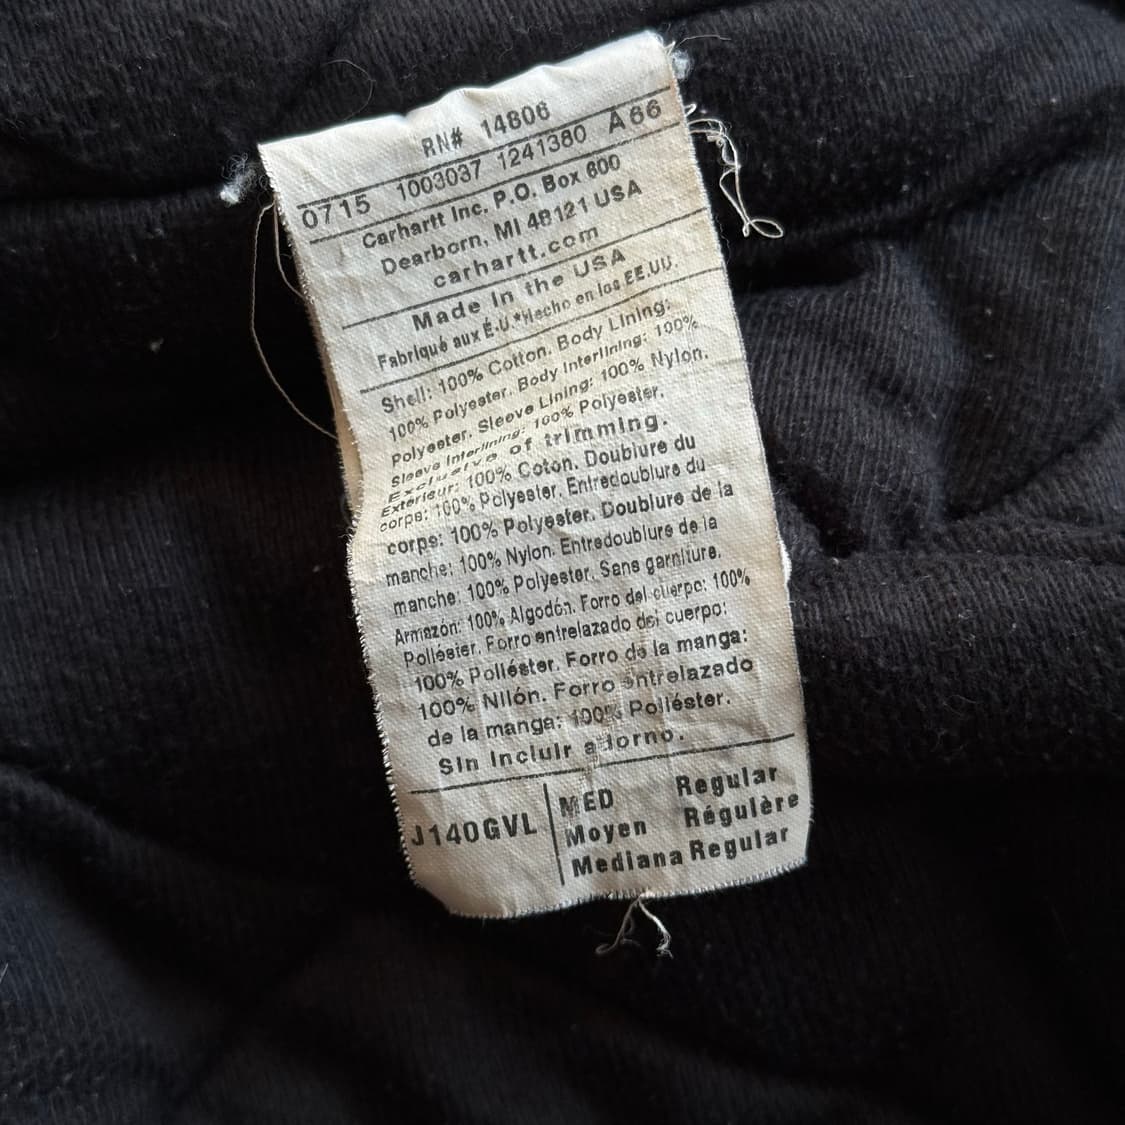 RN# 14806
0715 1003037 1241380 A66
Carhartt Inc. P.O. Box 600
Dearborn, MI 48121 USA
carhartt.com
Made In the USA
Fabriqué aux É-U.*Hecho en los EE.UU.
Shell: 100% Cotton. Body Lining:
100% Polyester. Body Interlining: 100%
Polyester. Sleeve Lining: 100% Nylon.
Sleeve Interlining: 100% Polyester.
Exclusive of trimming.
Extérieur: 100% Coton. Doublure du
corps: 100% Polyester. Entredoublure du
corps: 100% Polyester. Doublure de la
manche: 100% Nylon. Entredoublure de la
manche: 100% Polyester. Sans garniture.
Armazón: 100% Algodón. Forro del cuerpo: 100%
Poliéster. Forro entrelazado del cuerpo:
100% Poliéster. Forro de la manga:
100% Nilón. Forro entrelazado
de la manga: 100% Poliéster.
Sin incluir adorno.
J140GVL
MED Regular
Moyen Régulère
Mediana Regular